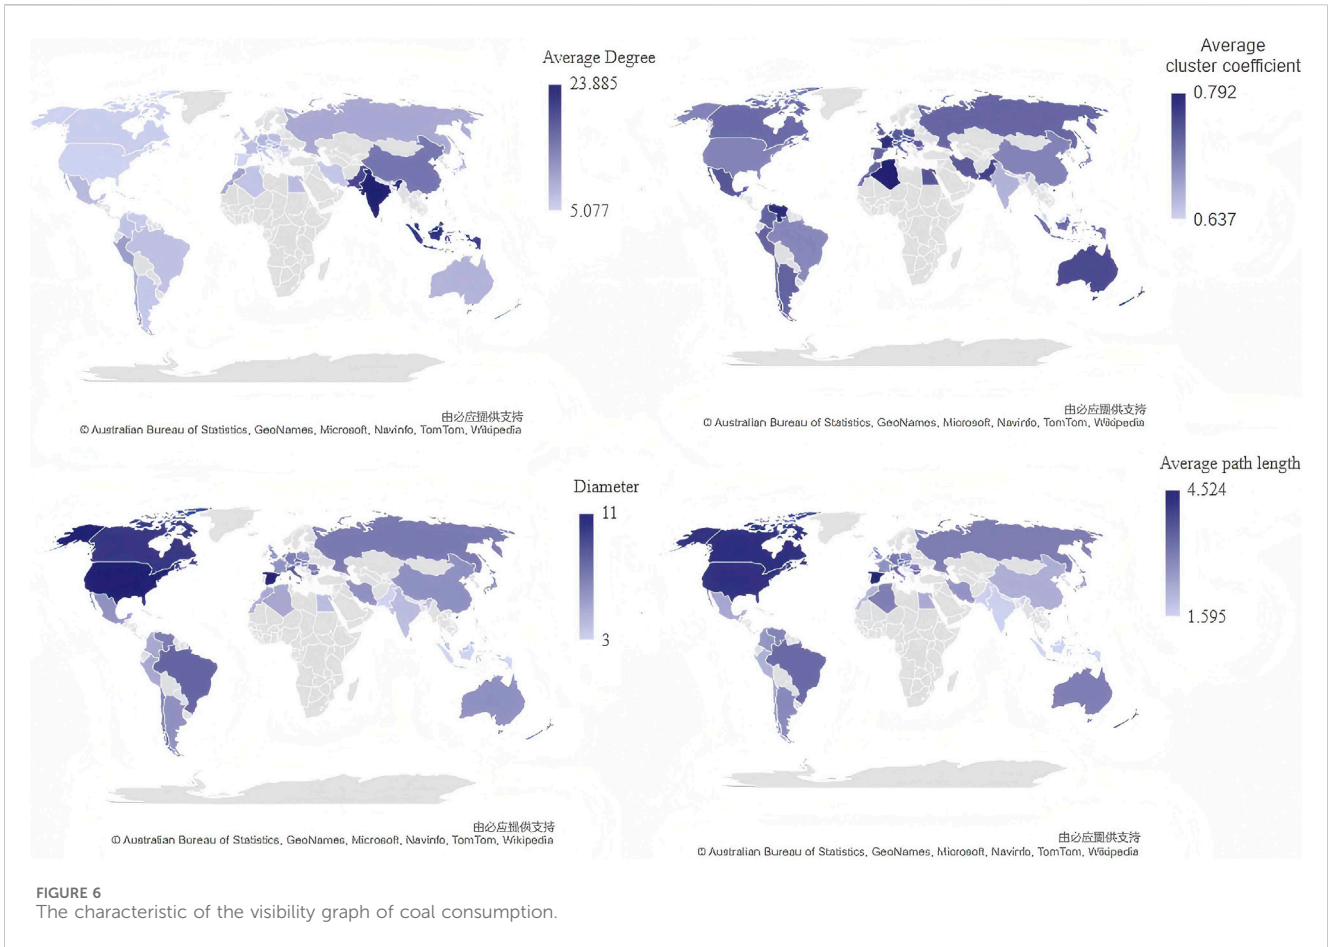 Average Degree
23.885
5.077
由必应提供支持
© Australian Bureau of Statistics, GeoNames, Microsoft, Navinfo, TomTom, Wikipedia
Average
cluster coefficient
0.792
0.637
由必应提供支持
© Australian Bureau of Statistics, GeoNames, Microsoft, Navinfo, TomTom, Wikipedia
Diameter
11
3
由必应提供支持
© Australian Bureau of Statistics, GeoNames, Microsoft, Navinfo, TomTom, Wikipedia
Average path length
4.524
1.595
由必应提供支持
© Australian Bureau of Statistics, GeoNames, Microsoft, Navinfo, TomTom, Wikipedia
FIGURE 6
The characteristic of the visibility graph of coal consumption.